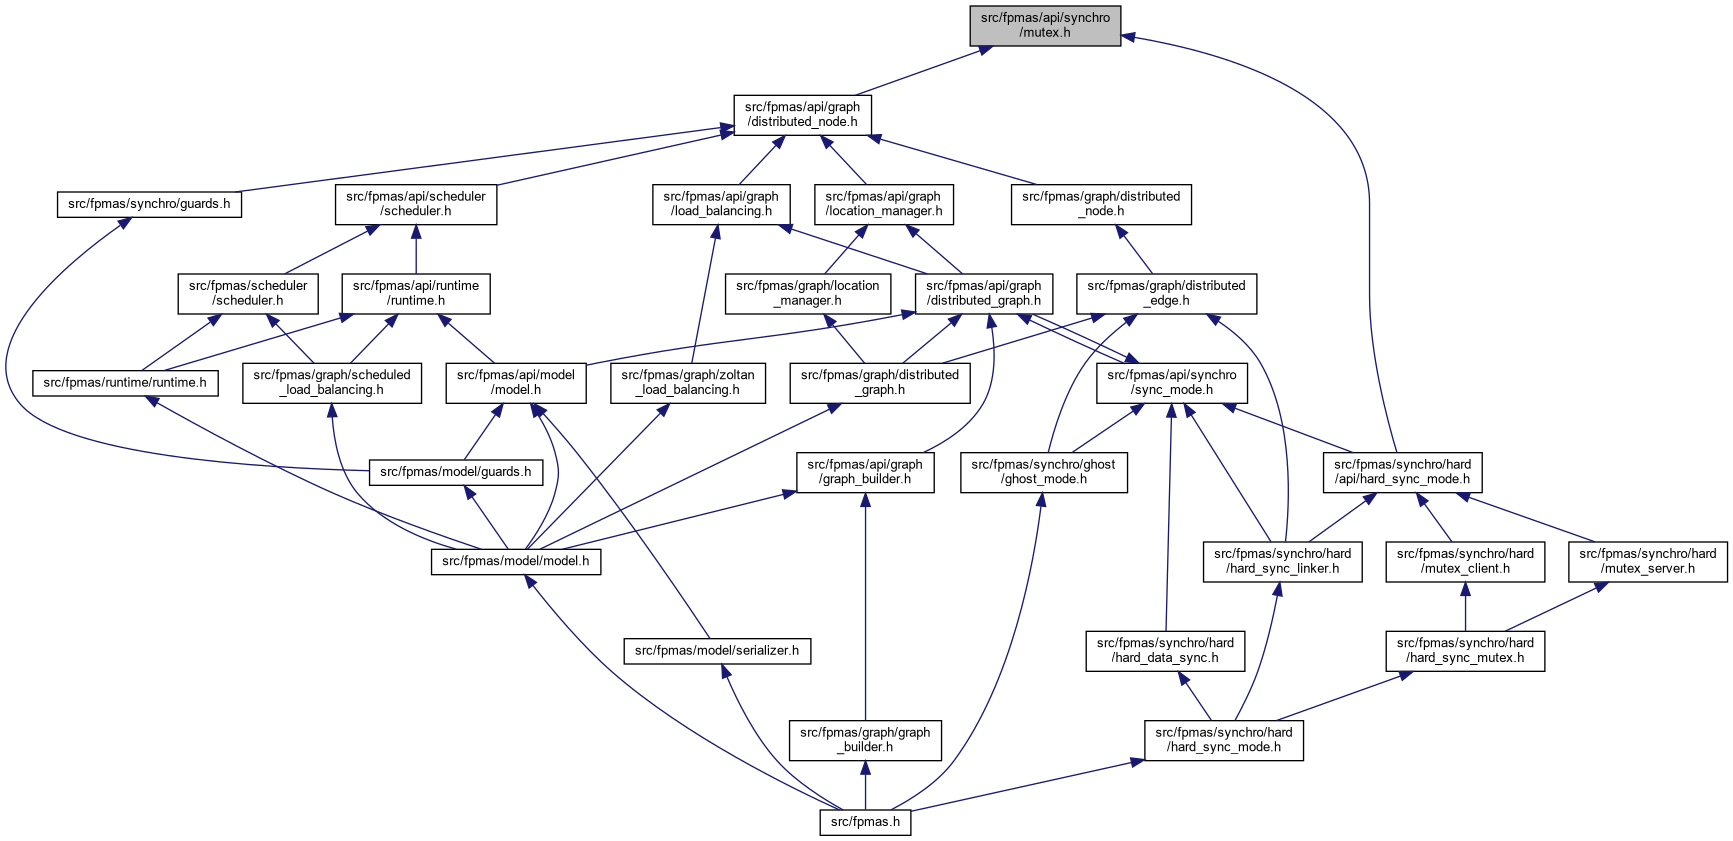 src/fpmas/api/synchro
/mutex.h
src/fpmas/api/graph
/distributed_node.h
src/fpmas/synchro/guards.h
src/fpmas/api/scheduler
/scheduler.h
src/fpmas/api/graph
/load_balancing.h
src/fpmas/api/graph
/location_manager.h
src/fpmas/graph/distributed
_node.h
src/fpmas/scheduler
/scheduler.h
src/fpmas/api/runtime
/runtime.h
src/fpmas/graph/location
_manager.h
src/fpmas/api/graph
/distributed_graph.h
src/fpmas/graph/distributed
_edge.h
src/fpmas/runtime/runtime.h
src/fpmas/graph/scheduled
_load_balancing.h
src/fpmas/api/model
/model.h
src/fpmas/graph/zoltan
_load_balancing.h
src/fpmas/graph/distributed
_graph.h
src/fpmas/api/synchro
/sync_mode.h
src/fpmas/model/guards.h
src/fpmas/api/graph
/graph_builder.h
src/fpmas/synchro/ghost
/ghost_mode.h
src/fpmas/synchro/hard
/api/hard_sync_mode.h
src/fpmas/model/model.h
src/fpmas/synchro/hard
/hard_sync_linker.h
src/fpmas/synchro/hard
/mutex_client.h
src/fpmas/synchro/hard
/mutex_server.h
src/fpmas/model/serializer.h
src/fpmas/synchro/hard
/hard_data_sync.h
src/fpmas/synchro/hard
/hard_sync_mutex.h
src/fpmas/graph/graph
_builder.h
src/fpmas/synchro/hard
/hard_sync_mode.h
src/fpmas.h